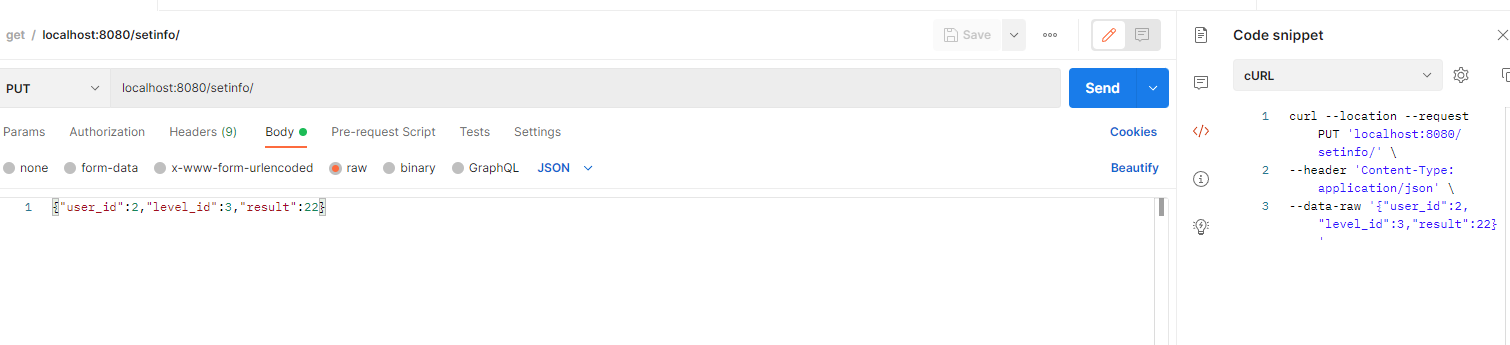 get / localhost:8080/setinfo/
Save
PUT
localhost:8080/setinfo/
Send
Params Authorization Headers (9) Body Pre-request Script Tests Settings
Cookies
none form-data x-www-form-urlencoded raw binary GraphQL JSON
Beautify
1 {"user_id":2,"level_id":3,"result":22}
Code snippet
cURL
1 curl --location --request
PUT 'localhost:8080/
setinfo/' \
2 --header 'Content-Type:
application/json' \
3 --data-raw '{"user_id":2,
"level_id":3,"result":22}
'